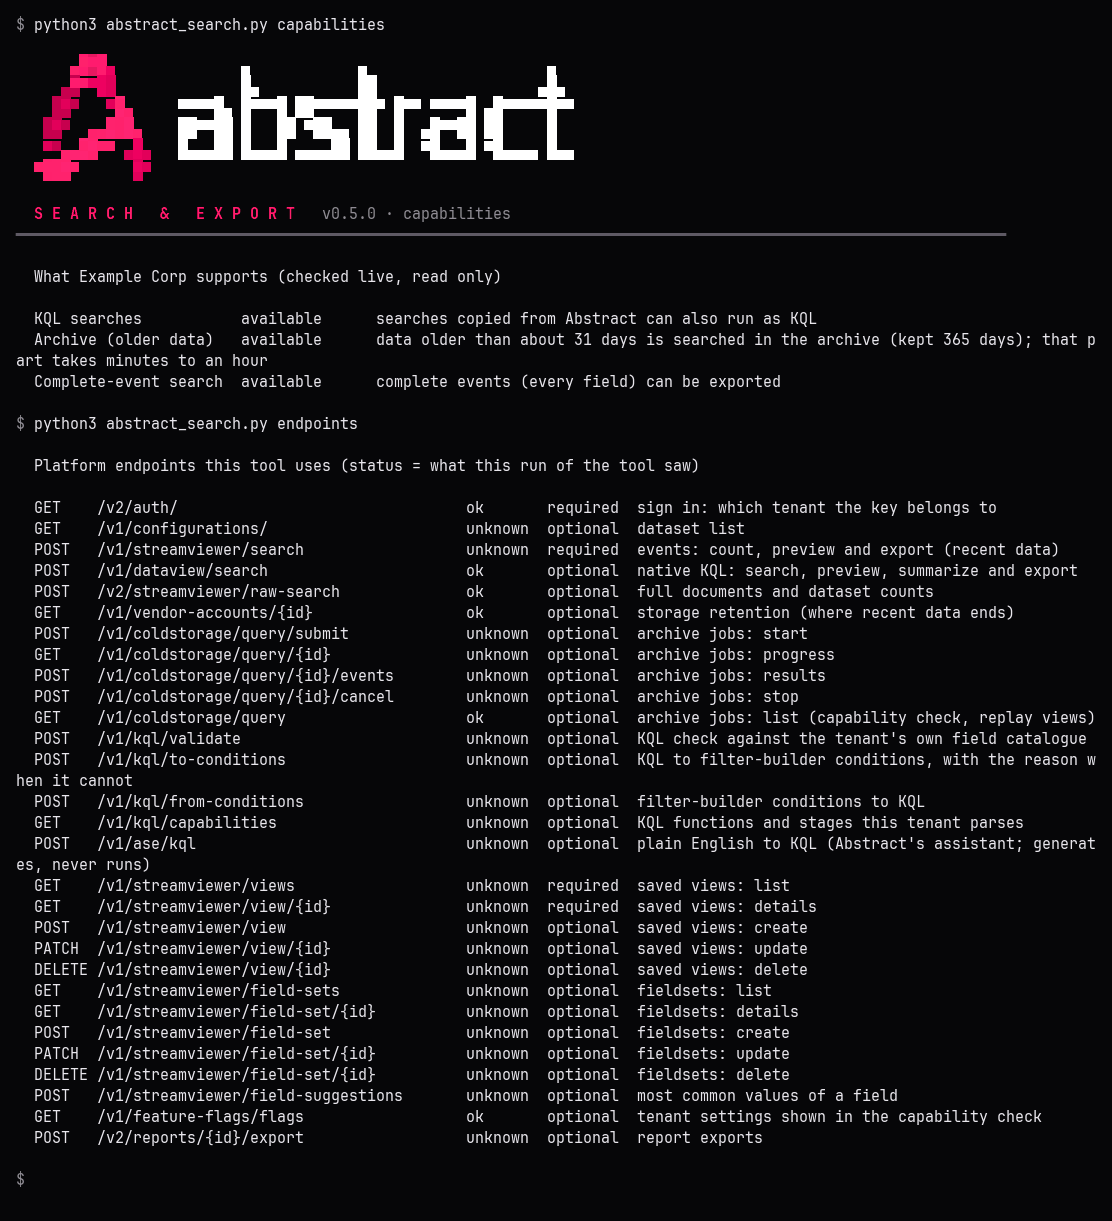 $ python3 abstract_search.py capabilities
abstract
SEARCH & EXPORT v0.5.0 · capabilities
What Example Corp supports (checked live, read only)
KQL searches available searches copied from Abstract can also run as KQL
Archive (older data) available data older than about 31 days is searched in the archive (kept 365 days); that p
art takes minutes to an hour
Complete-event search available complete events (every field) can be exported
$ python3 abstract_search.py endpoints
Platform endpoints this tool uses (status = what this run of the tool saw)
GET /v2/auth/ ok required sign in: which tenant the key belongs to
GET /v1/configurations/ unknown optional dataset list
POST /v1/streamviewer/search unknown required events: count, preview and export (recent data)
POST /v1/dataview/search ok optional native KQL: search, preview, summarize and export
POST /v2/streamviewer/raw-search ok optional full documents and dataset counts
GET /v1/vendor-accounts/{id} ok optional storage retention (where recent data ends)
POST /v1/coldstorage/query/submit unknown optional archive jobs: start
GET /v1/coldstorage/query/{id} unknown optional archive jobs: progress
POST /v1/coldstorage/query/{id}/events unknown optional archive jobs: results
POST /v1/coldstorage/query/{id}/cancel unknown optional archive jobs: stop
GET /v1/coldstorage/query ok optional archive jobs: list (capability check, replay views)
POST /v1/kql/validate unknown optional KQL check against the tenant's own field catalogue
POST /v1/kql/to-conditions unknown optional KQL to filter-builder conditions, with the reason w
hen it cannot
POST /v1/kql/from-conditions unknown optional filter-builder conditions to KQL
GET /v1/kql/capabilities unknown optional KQL functions and stages this tenant parses
POST /v1/ase/kql unknown optional plain English to KQL (Abstract's assistant; generat
es, never runs)
GET /v1/streamviewer/views unknown required saved views: list
GET /v1/streamviewer/view/{id} unknown required saved views: details
POST /v1/streamviewer/view unknown optional saved views: create
PATCH /v1/streamviewer/view/{id} unknown optional saved views: update
DELETE /v1/streamviewer/view/{id} unknown optional saved views: delete
GET /v1/streamviewer/field-sets unknown optional fieldsets: list
GET /v1/streamviewer/field-set/{id} unknown optional fieldsets: details
POST /v1/streamviewer/field-set unknown optional fieldsets: create
PATCH /v1/streamviewer/field-set/{id} unknown optional fieldsets: update
DELETE /v1/streamviewer/field-set/{id} unknown optional fieldsets: delete
POST /v1/streamviewer/field-suggestions unknown optional most common values of a field
GET /v1/feature-flags/flags ok optional tenant settings shown in the capability check
POST /v2/reports/{id}/export unknown optional report exports
$